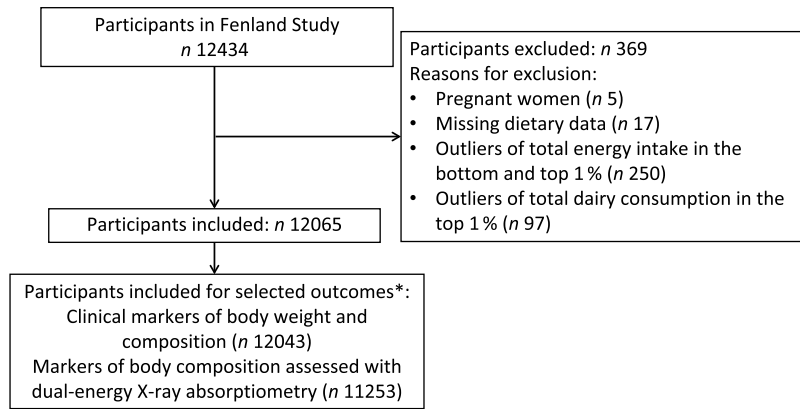 Participants in Fenland Study
n 12434
Participants excluded: n 369
Reasons for exclusion:
• Pregnant women (n 5)
• Missing dietary data (n 17)
• Outliers of total energy intake in the
bottom and top 1 % (n 250)
• Outliers of total dairy consumption in the
top 1 % (n 97)
Participants included: n 12065
Participants included for selected outcomes*:
Clinical markers of body weight and
composition (n 12043)
Markers of body composition assessed with
dual-energy X-ray absorptiometry (n 11253)